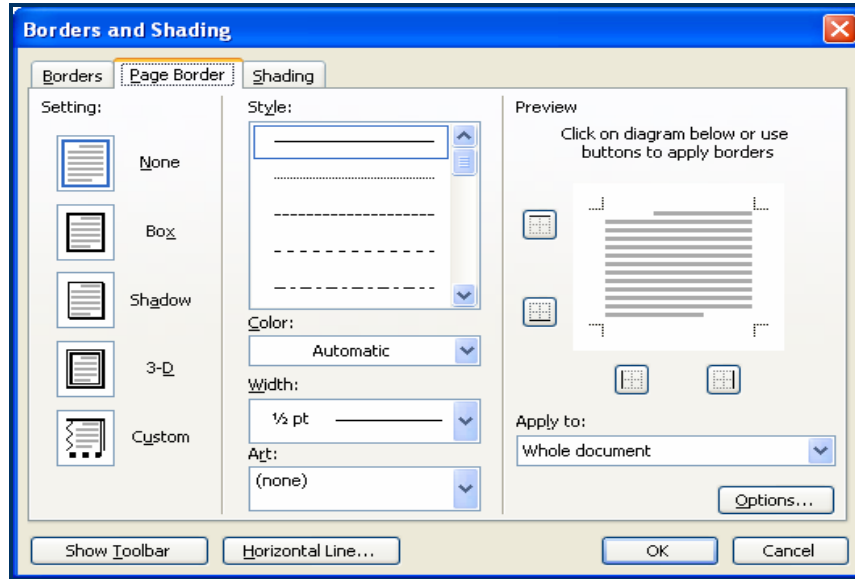 Borders and Shading
Borders
Page Border
Shading
Setting:
None
Box
Shadow
3-D
Custom
Style:
Color:
Automatic
Width:
½ pt
Art:
(none)
Preview
Click on diagram below or use
buttons to apply borders
Apply to:
Whole document
Options...
Show Toolbar
Horizontal Line...
OK
Cancel